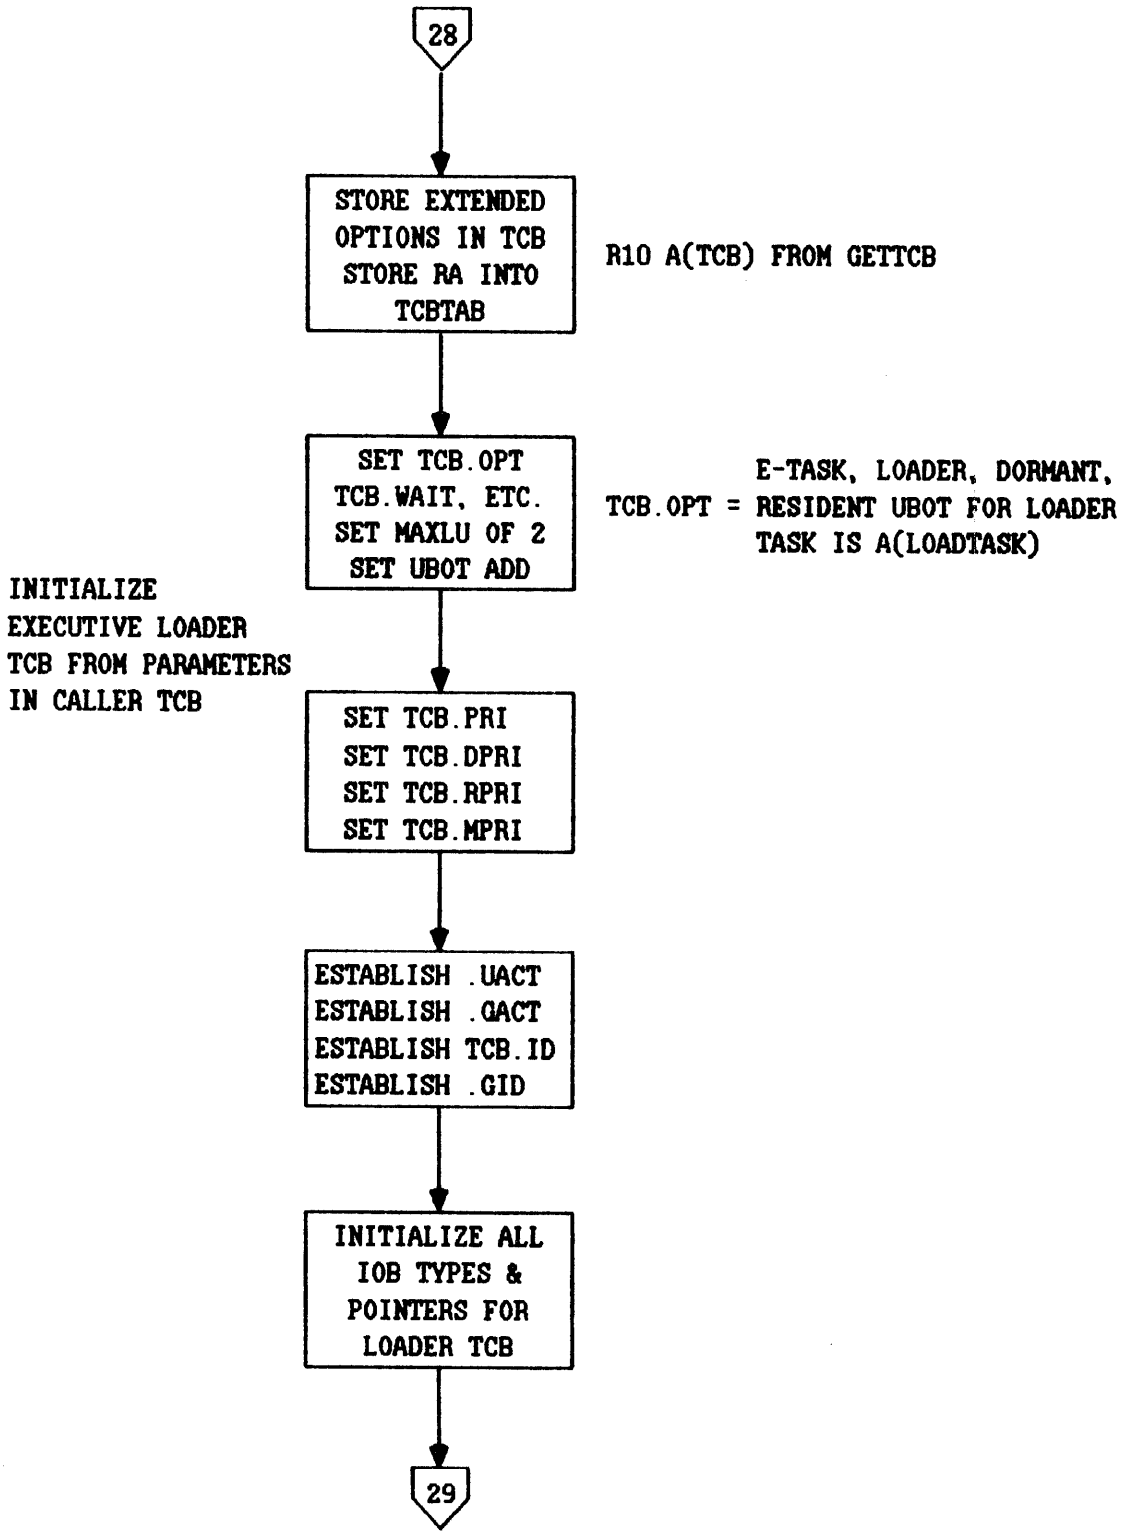 28
STORE EXTENDED
OPTIONS IN TCB
STORE RA INTO
TCBTAB
R10 A(TCB) FROM GETTCB
SET TCB.OPT
TCB.WAIT, ETC.
SET MAXLU OF 2
SET UBOT ADD
E-TASK, LOADER, DORMANT,
TCB.OPT = RESIDENT UBOT FOR LOADER
TASK IS A(LOADTASK)
INITIALIZE
EXECUTIVE LOADER
TCB FROM PARAMETERS
IN CALLER TCB
SET TCB.PRI
SET TCB.DPRI
SET TCB.RPRI
SET TCB.MPRI
ESTABLISH .UACT
ESTABLISH .GACT
ESTABLISH TCB.ID
ESTABLISH .GID
INITIALIZE ALL
IOB TYPES &
POINTERS FOR
LOADER TCB
29